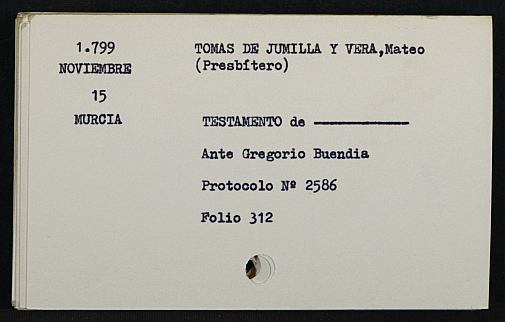 1.799
NOVIEMBRE
15
MURCIA
TOMAS DE JUMILLA Y VERA,Mateo
(Presbítero)
TESTAMENTO de ————
Ante Gregorio Buendia
Protocolo Nº 2586
Folio 312